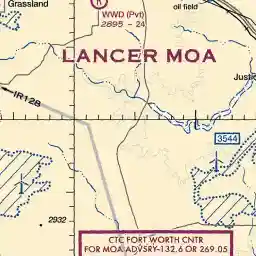 Grassland
oil field
H
WWD (Pvt)
2895 - 24
LANCER MOA
Justic
IR128
3544
2932
CTC FORT WORTH CNTR
FOR MOA ADVSRY-132.6 OR 269.05